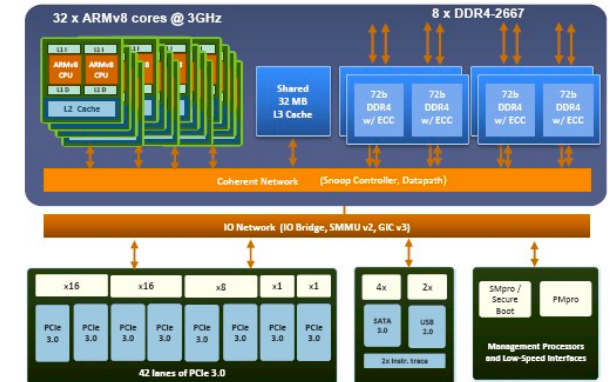 32 x ARMv8 cores @ 3GHz
8 x DDR4-2667
L1 I
L1 I
ARMv8
CPU
ARMv8
CPU
L1 D
L1 D
L2 Cache
Shared
32 MB
L3 Cache
72b
DDR4
w/ ECC
72b
DDR4
w/ ECC
72b
DDR4
w/ ECC
72b
DDR4
w/ ECC
Coherent Network (Snoop Controller, Datapath)
IO Network (IO Bridge, SMMU v2, GIC v3)
x16
x16
x8
x1
x1
PCIe
3.0
PCIe
3.0
PCIe
3.0
PCIe
3.0
PCIe
3.0
PCIe
3.0
PCIe
3.0
PCIe
3.0
42 lanes of PCIe 3.0
4x
2x
SATA
3.0
USB
2.0
2x Instr. trace
SMpro /
Secure
Boot
PMpro
Management Processors
and Low-Speed Interfaces